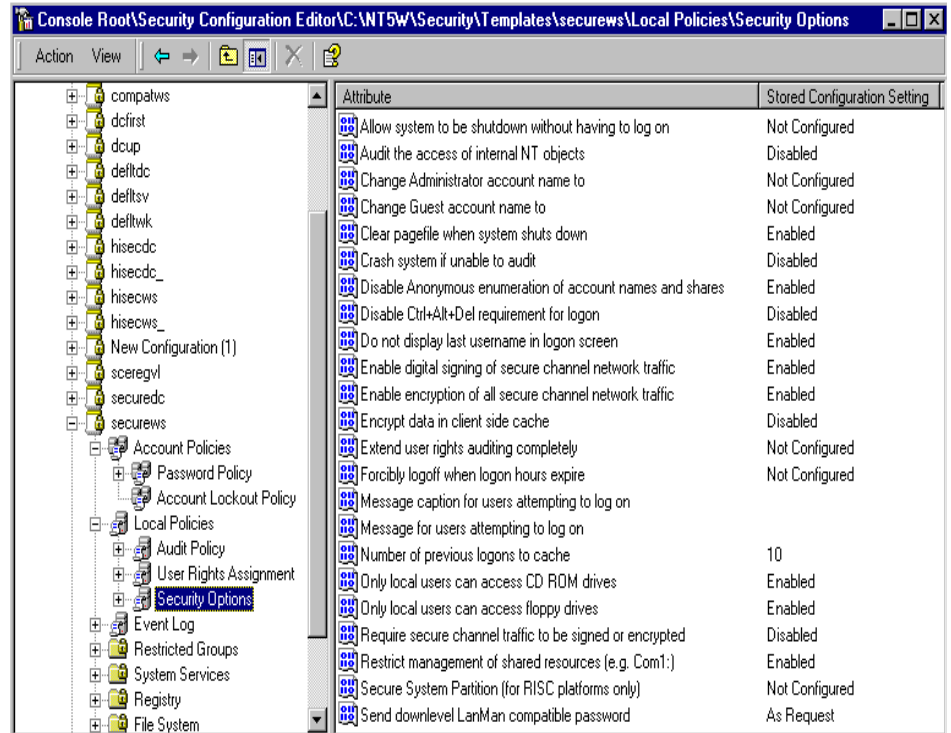 Console Root\Security Configuration Editor\C:\NT5W\Security\Templates\securews\Local Policies\Security Options
Action View
compatws
dcfirst
dcup
defltdc
defltsv
defltwk
hisecdc
hisecdc_
hisecws
hisecws_
New Configuration (1)
sceregvl
securedc
securews
Account Policies
Password Policy
Account Lockout Policy
Local Policies
Audit Policy
User Rights Assignment
Security Options
Event Log
Restricted Groups
System Services
Registry
File System
Attribute Stored Configuration Setting
Allow system to be shutdown without having to log on Not Configured
Audit the access of internal NT objects Disabled
Change Administrator account name to Not Configured
Change Guest account name to Not Configured
Clear pagefile when system shuts down Enabled
Crash system if unable to audit Disabled
Disable Anonymous enumeration of account names and shares Enabled
Disable Ctrl+Alt+Del requirement for logon Disabled
Do not display last username in logon screen Enabled
Enable digital signing of secure channel network traffic Enabled
Enable encryption of all secure channel network traffic Enabled
Encrypt data in client side cache Disabled
Extend user rights auditing completely Not Configured
Forcibly logoff when logon hours expire Not Configured
Message caption for users attempting to log on
Message for users attempting to log on
Number of previous logons to cache 10
Only local users can access CD ROM drives Enabled
Only local users can access floppy drives Enabled
Require secure channel traffic to be signed or encrypted Disabled
Restrict management of shared resources (e.g. Com1:) Enabled
Secure System Partition (for RISC platforms only) Not Configured
Send downlevel LanMan compatible password As Request